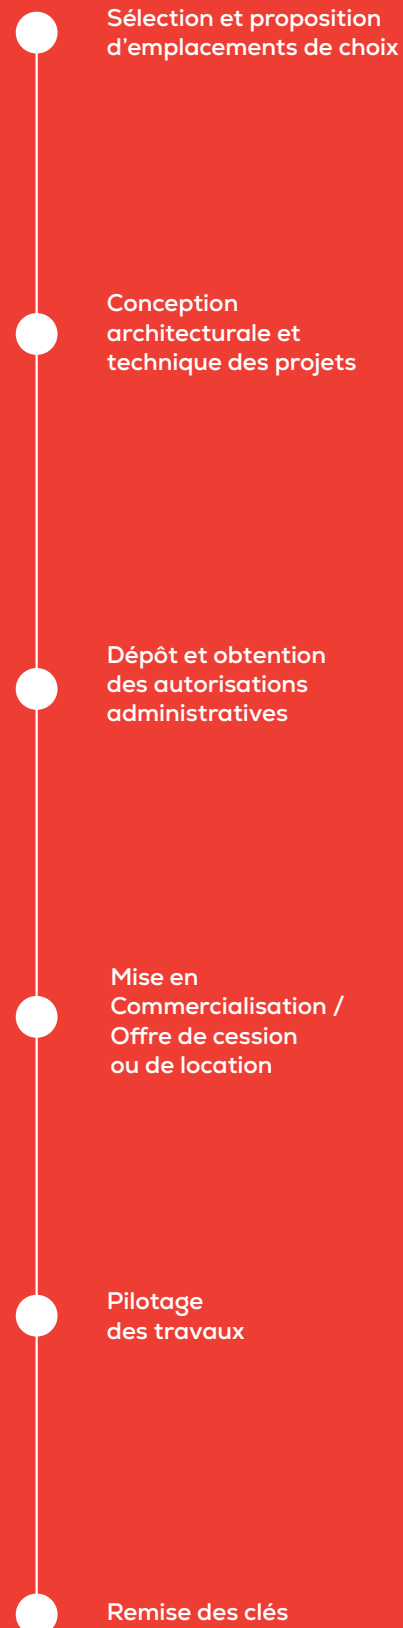 Sélection et proposition
d’emplacements de choix
Conception
architecturale et
technique des projets
Dépôt et obtention
des autorisations
administratives
Mise en
Commercialisation /
Offre de cession
ou de location
Pilotage
des travaux
Remise des clés